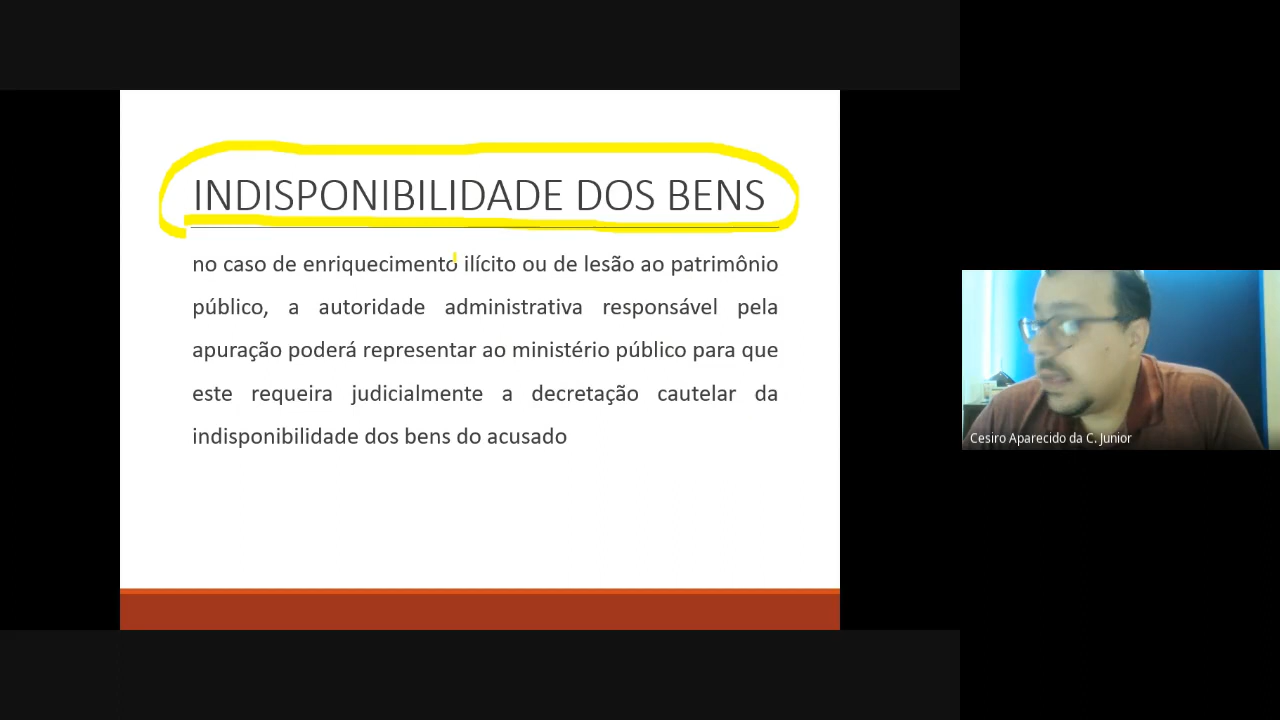 INDISPONIBILIDADE DOS BENS
no caso de enriquecimento ilícito ou de lesão ao patrimônio
público, a autoridade administrativa responsável pela
apuração poderá representar ao ministério público para que
este requeira judicialmente a decretação cautelar da
indisponibilidade dos bens do acusado
Cesiro Aparecido da C. Junior